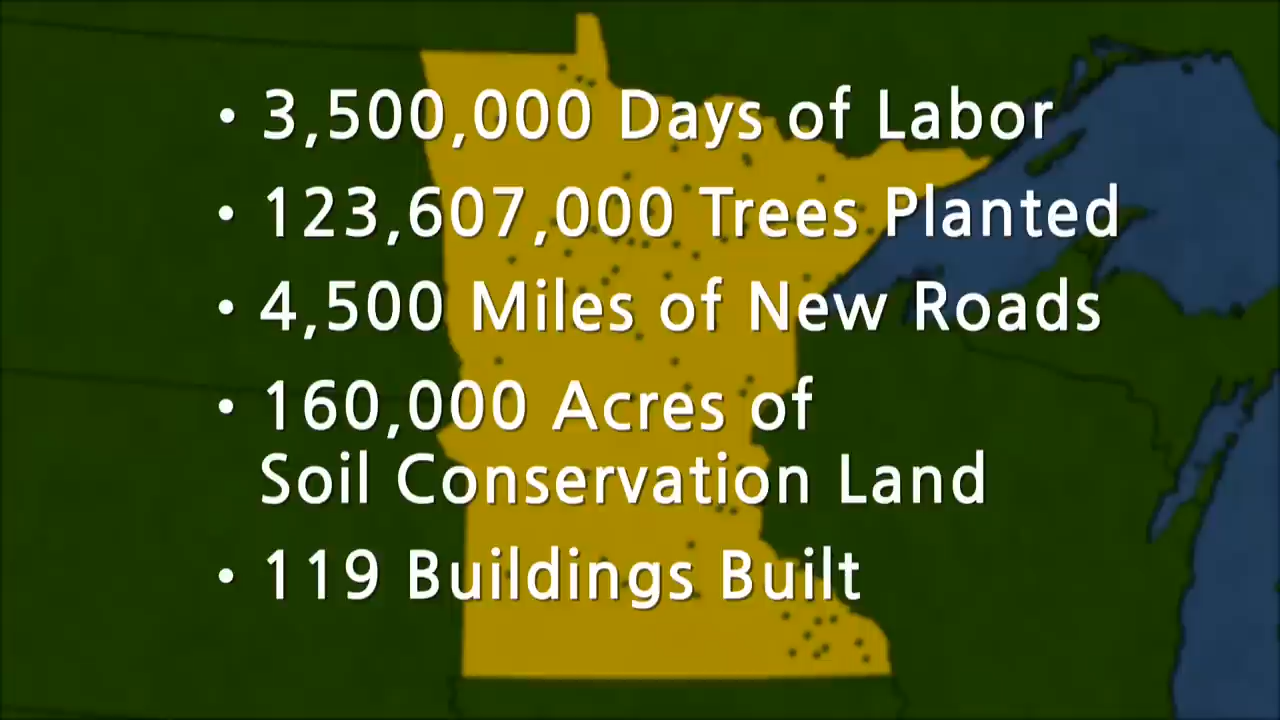 • 3,500,000 Days of Labor
• 123,607,000 Trees Planted
• 4,500 Miles of New Roads
• 160,000 Acres of
Soil Conservation Land
• 119 Buildings Built